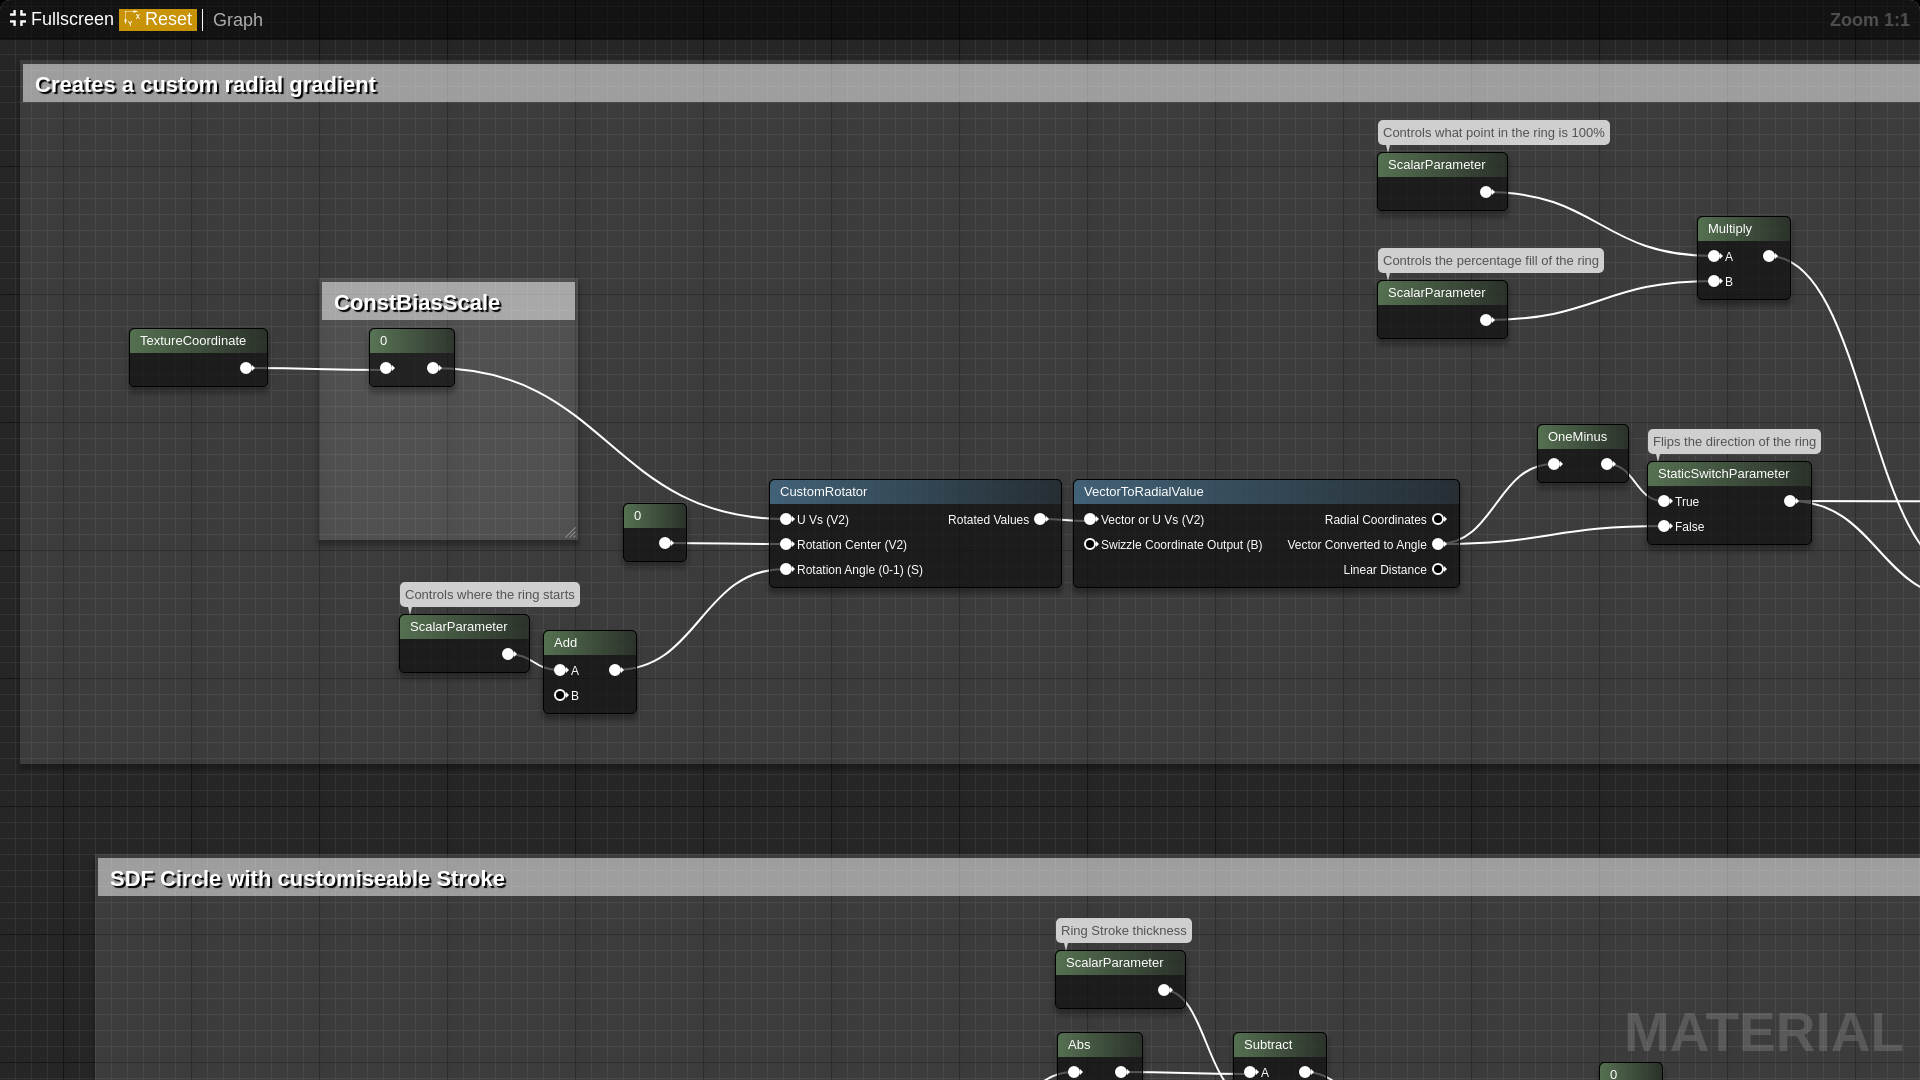 Fullscreen Reset Graph Zoom 1:1
Creates a custom radial gradient
Controls what point in the ring is 100%
ScalarParameter
Multiply
A
B
Controls the percentage fill of the ring
ScalarParameter
ConstBiasScale
TextureCoordinate
0
OneMinus
Flips the direction of the ring
StaticSwitchParameter
True
False
CustomRotator
U Vs (V2) Rotated Values
Rotation Center (V2)
Rotation Angle (0-1) (S)
VectorToRadialValue
Vector or U Vs (V2) Radial Coordinates
Swizzle Coordinate Output (B) Vector Converted to Angle
Linear Distance
0
Controls where the ring starts
ScalarParameter
Add
A
B
SDF Circle with customiseable Stroke
Ring Stroke thickness
ScalarParameter
Abs
Subtract
A
0
MATERIAL